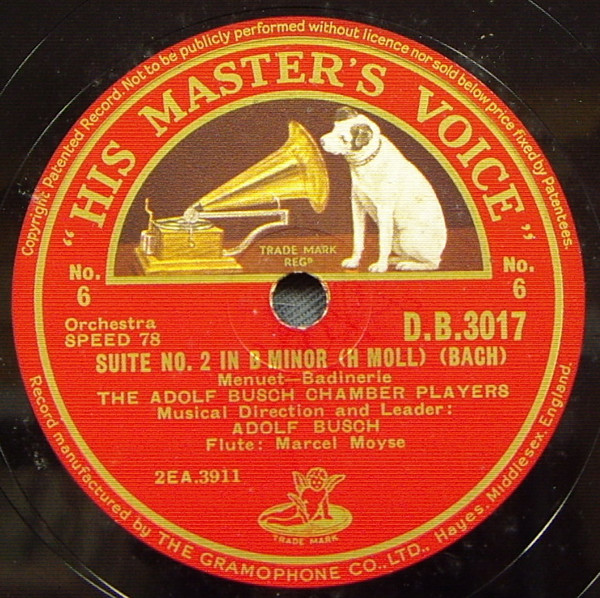 Copyright. Patented Record. Not to be publicly performed without licence nor sold below price fixed by Patentees.
"HIS MASTER'S VOICE"
TRADE MARK
REGD
No.
6
No.
6
Orchestra
SPEED 78
D.B.3017
SUITE NO. 2 IN B MINOR (H MOLL) (BACH)
Menuet—Badinerie
THE ADOLF BUSCH CHAMBER PLAYERS
Musical Direction and Leader:
ADOLF BUSCH
Flute: Marcel Moyse
2EA.3911
TRADE MARK
Record manufactured by THE GRAMOPHONE CO., LTD., Hayes, Middlesex, England.